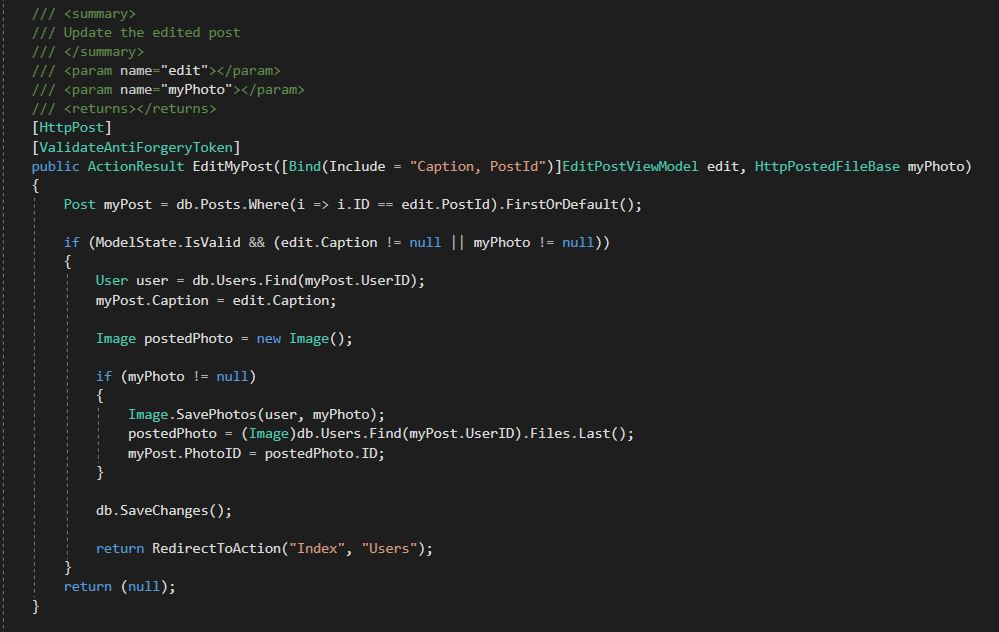 /// <summary>
/// Update the edited post
/// </summary>
/// <param name="edit"></param>
/// <param name="myPhoto"></param>
/// <returns></returns>
[HttpPost]
[ValidateAntiForgeryToken]
public ActionResult EditMyPost([Bind(Include = "Caption, PostId")]EditPostViewModel edit, HttpPostedFileBase myPhoto)
{
    Post myPost = db.Posts.Where(i => i.ID == edit.PostId).FirstOrDefault();

    if (ModelState.IsValid && (edit.Caption != null || myPhoto != null))
    {
        User user = db.Users.Find(myPost.UserID);
        myPost.Caption = edit.Caption;

        Image postedPhoto = new Image();

        if (myPhoto != null)
        {
            Image.SavePhotos(user, myPhoto);
            postedPhoto = (Image)db.Users.Find(myPost.UserID).Files.Last();
            myPost.PhotoID = postedPhoto.ID;
        }

        db.SaveChanges();

        return RedirectToAction("Index", "Users");
    }
    return (null);
}